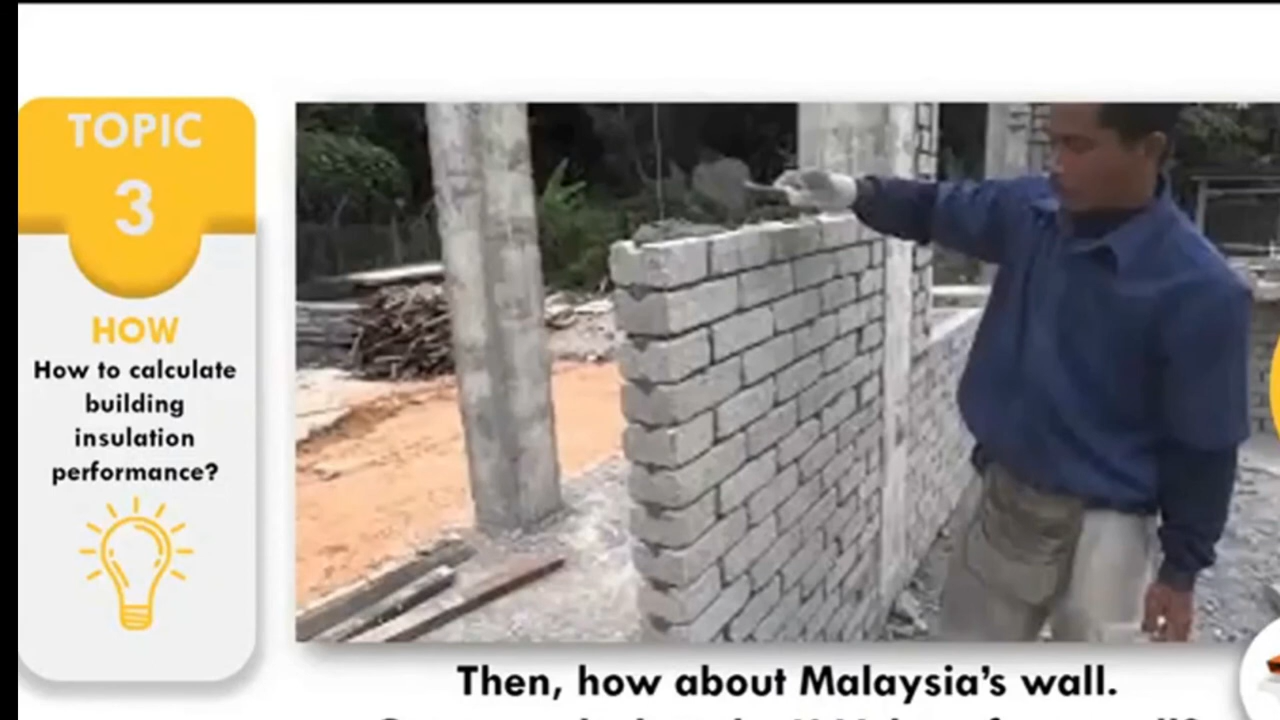 TOPIC
3
HOW
How to calculate
building
insulation
performance?
Then, how about Malaysia's wall.